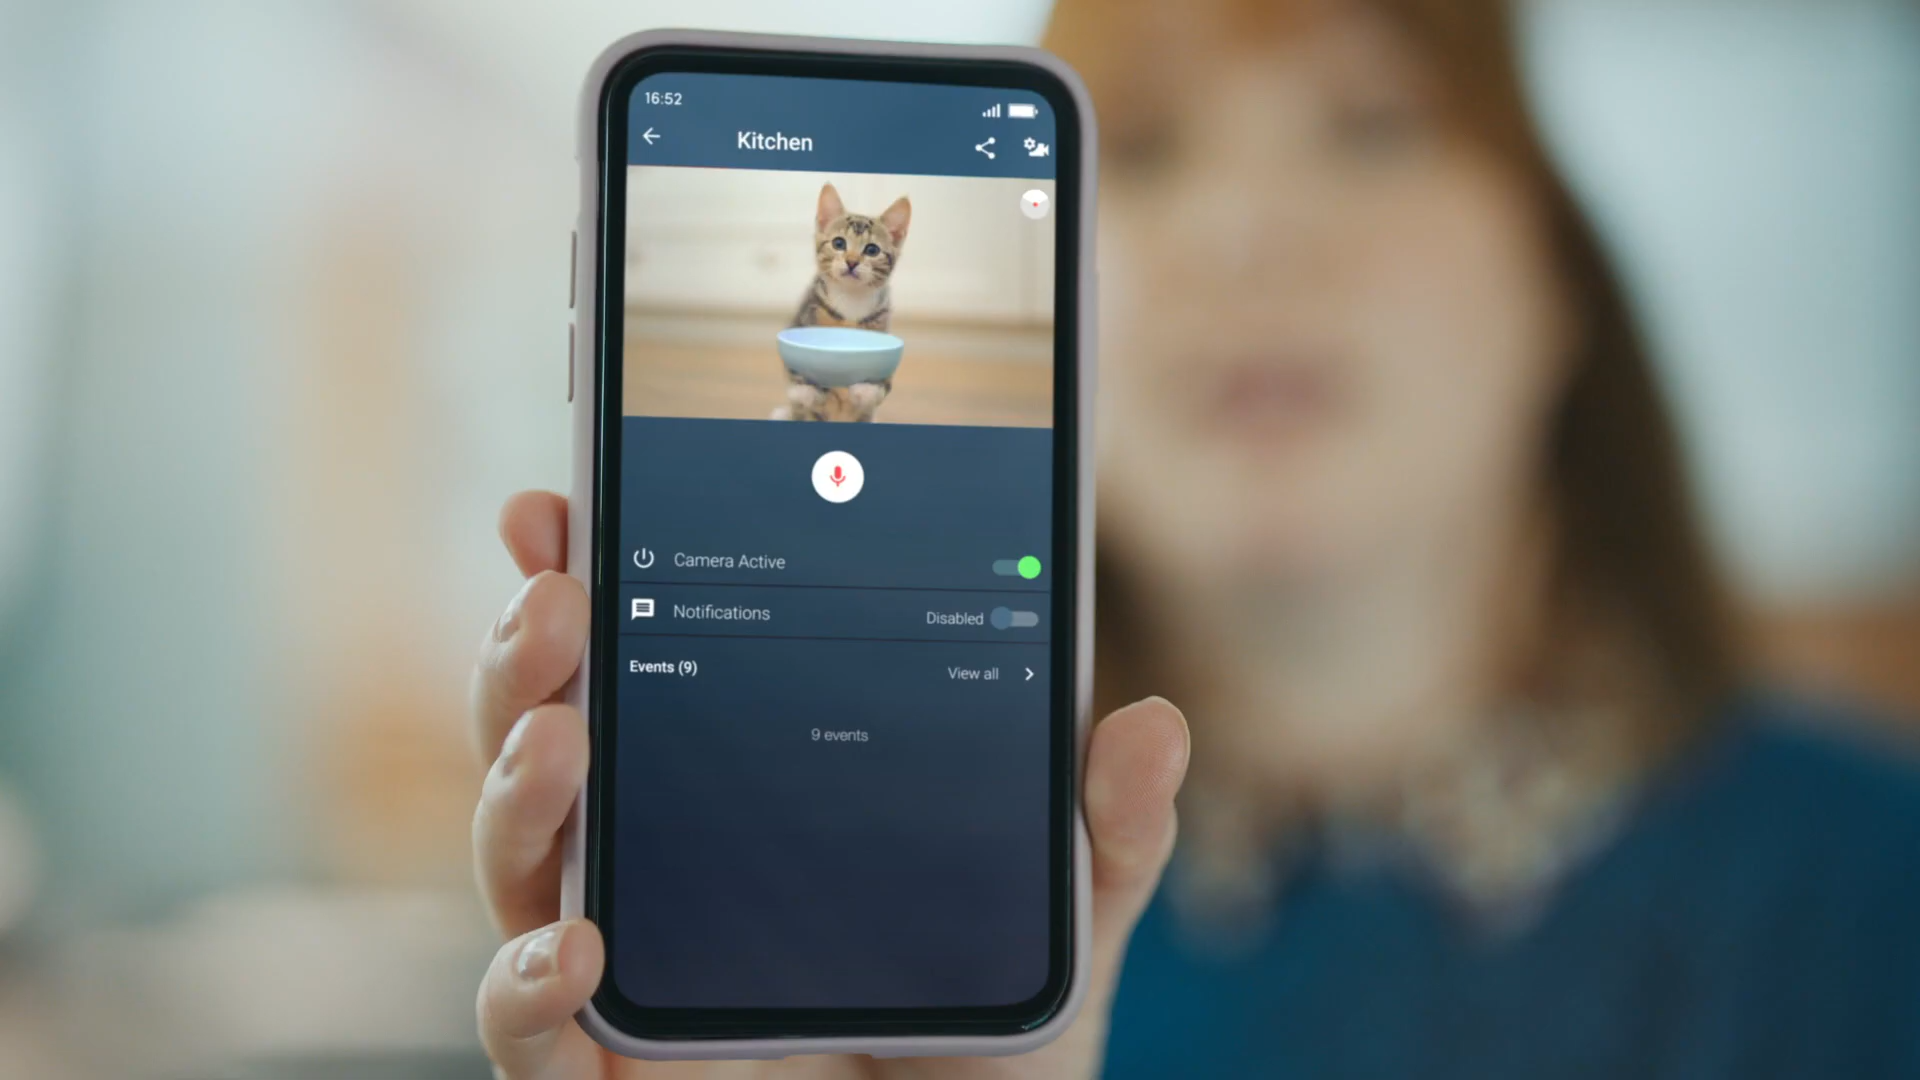 16:52
Kitchen
Camera Active
Notifications Disabled
Events (9) View all
9 events